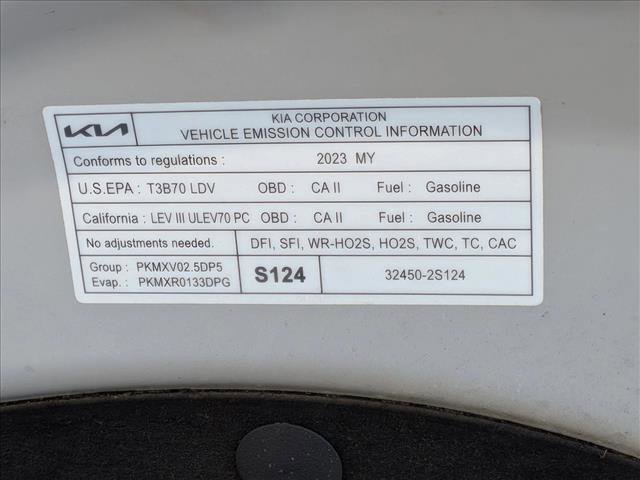 KIA
KIA CORPORATION
VEHICLE EMISSION CONTROL INFORMATION
Conforms to regulations : 2023 MY
U.S.EPA : T3B70 LDV OBD : CA II Fuel : Gasoline
California : LEV III ULEV70 PC OBD : CA II Fuel : Gasoline
No adjustments needed. DFI, SFI, WR-HO2S, HO2S, TWC, TC, CAC
Group : PKMXV02.5DP5
Evap. : PKMXR0133DPG
S124
32450-2S124